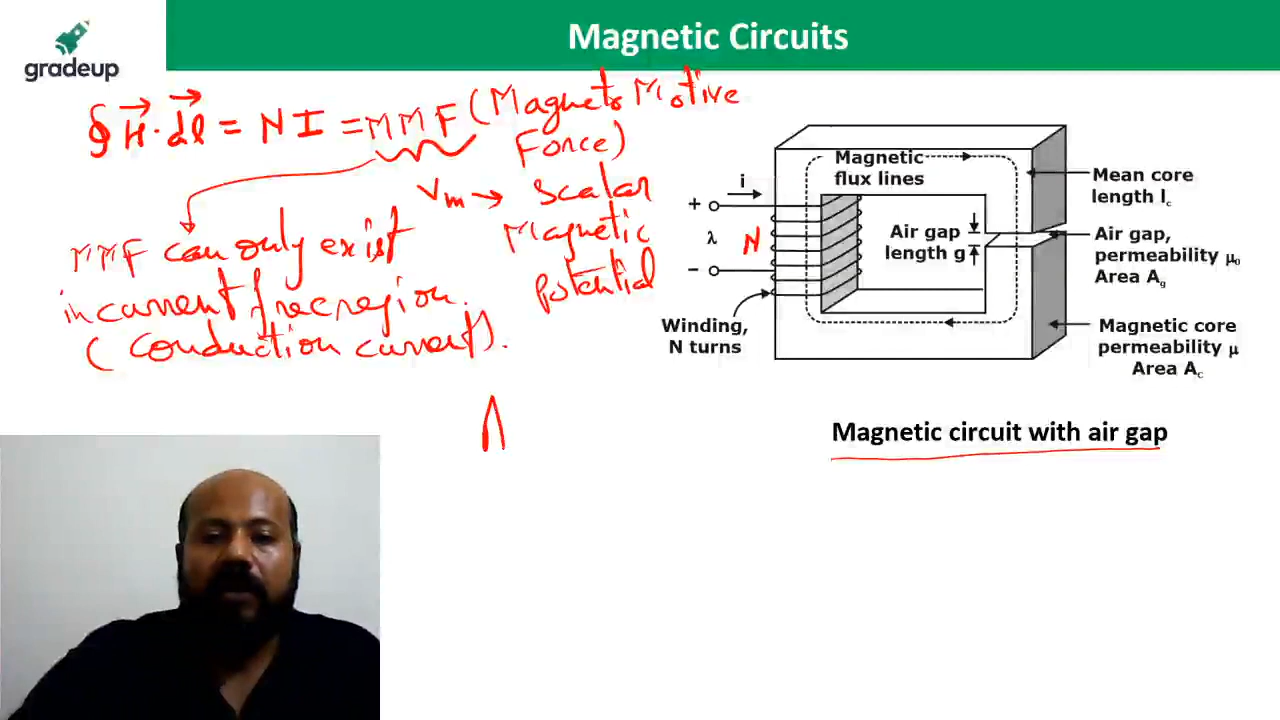 gradeup
Magnetic Circuits
∮ H⃗ · dl⃗ = NI = MMF (Magneto Motive
Force)
Vm → Scalar
Magnetic
potential
MMF can only exist
in current free region.
(conduction current).
Magnetic
flux lines
i
+
λ
N
-
Air gap
length g
Winding,
N turns
Mean core
length lc
Air gap,
permeability μ0
Area Ag
Magnetic core
permeability μ
Area Ac
Magnetic circuit with air gap